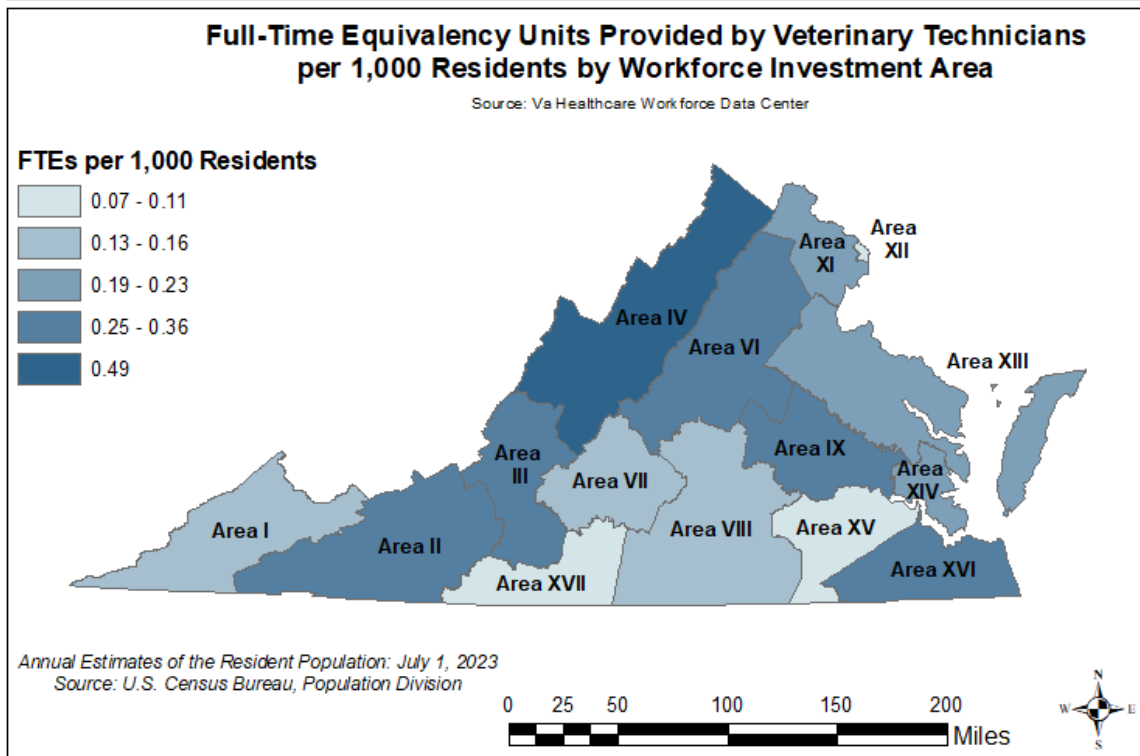 Full-Time Equivalency Units Provided by Veterinary Technicians
per 1,000 Residents by Workforce Investment Area
Source: Va Healthcare Workforce Data Center
FTEs per 1,000 Residents
0.07 - 0.11
0.13 - 0.16
0.19 - 0.23
0.25 - 0.36
0.49
Area
XII
Area
XI
Area IV
Area VI
Area XIII
Area
III
Area IX
Area
XIV
Area VII
Area I
Area II
Area VIII
Area XV
Area XVII
Area XVI
Annual Estimates of the Resident Population: July 1, 2023
Source: U.S. Census Bureau, Population Division
0 25 50 100 150 200
Miles
N
W E
S